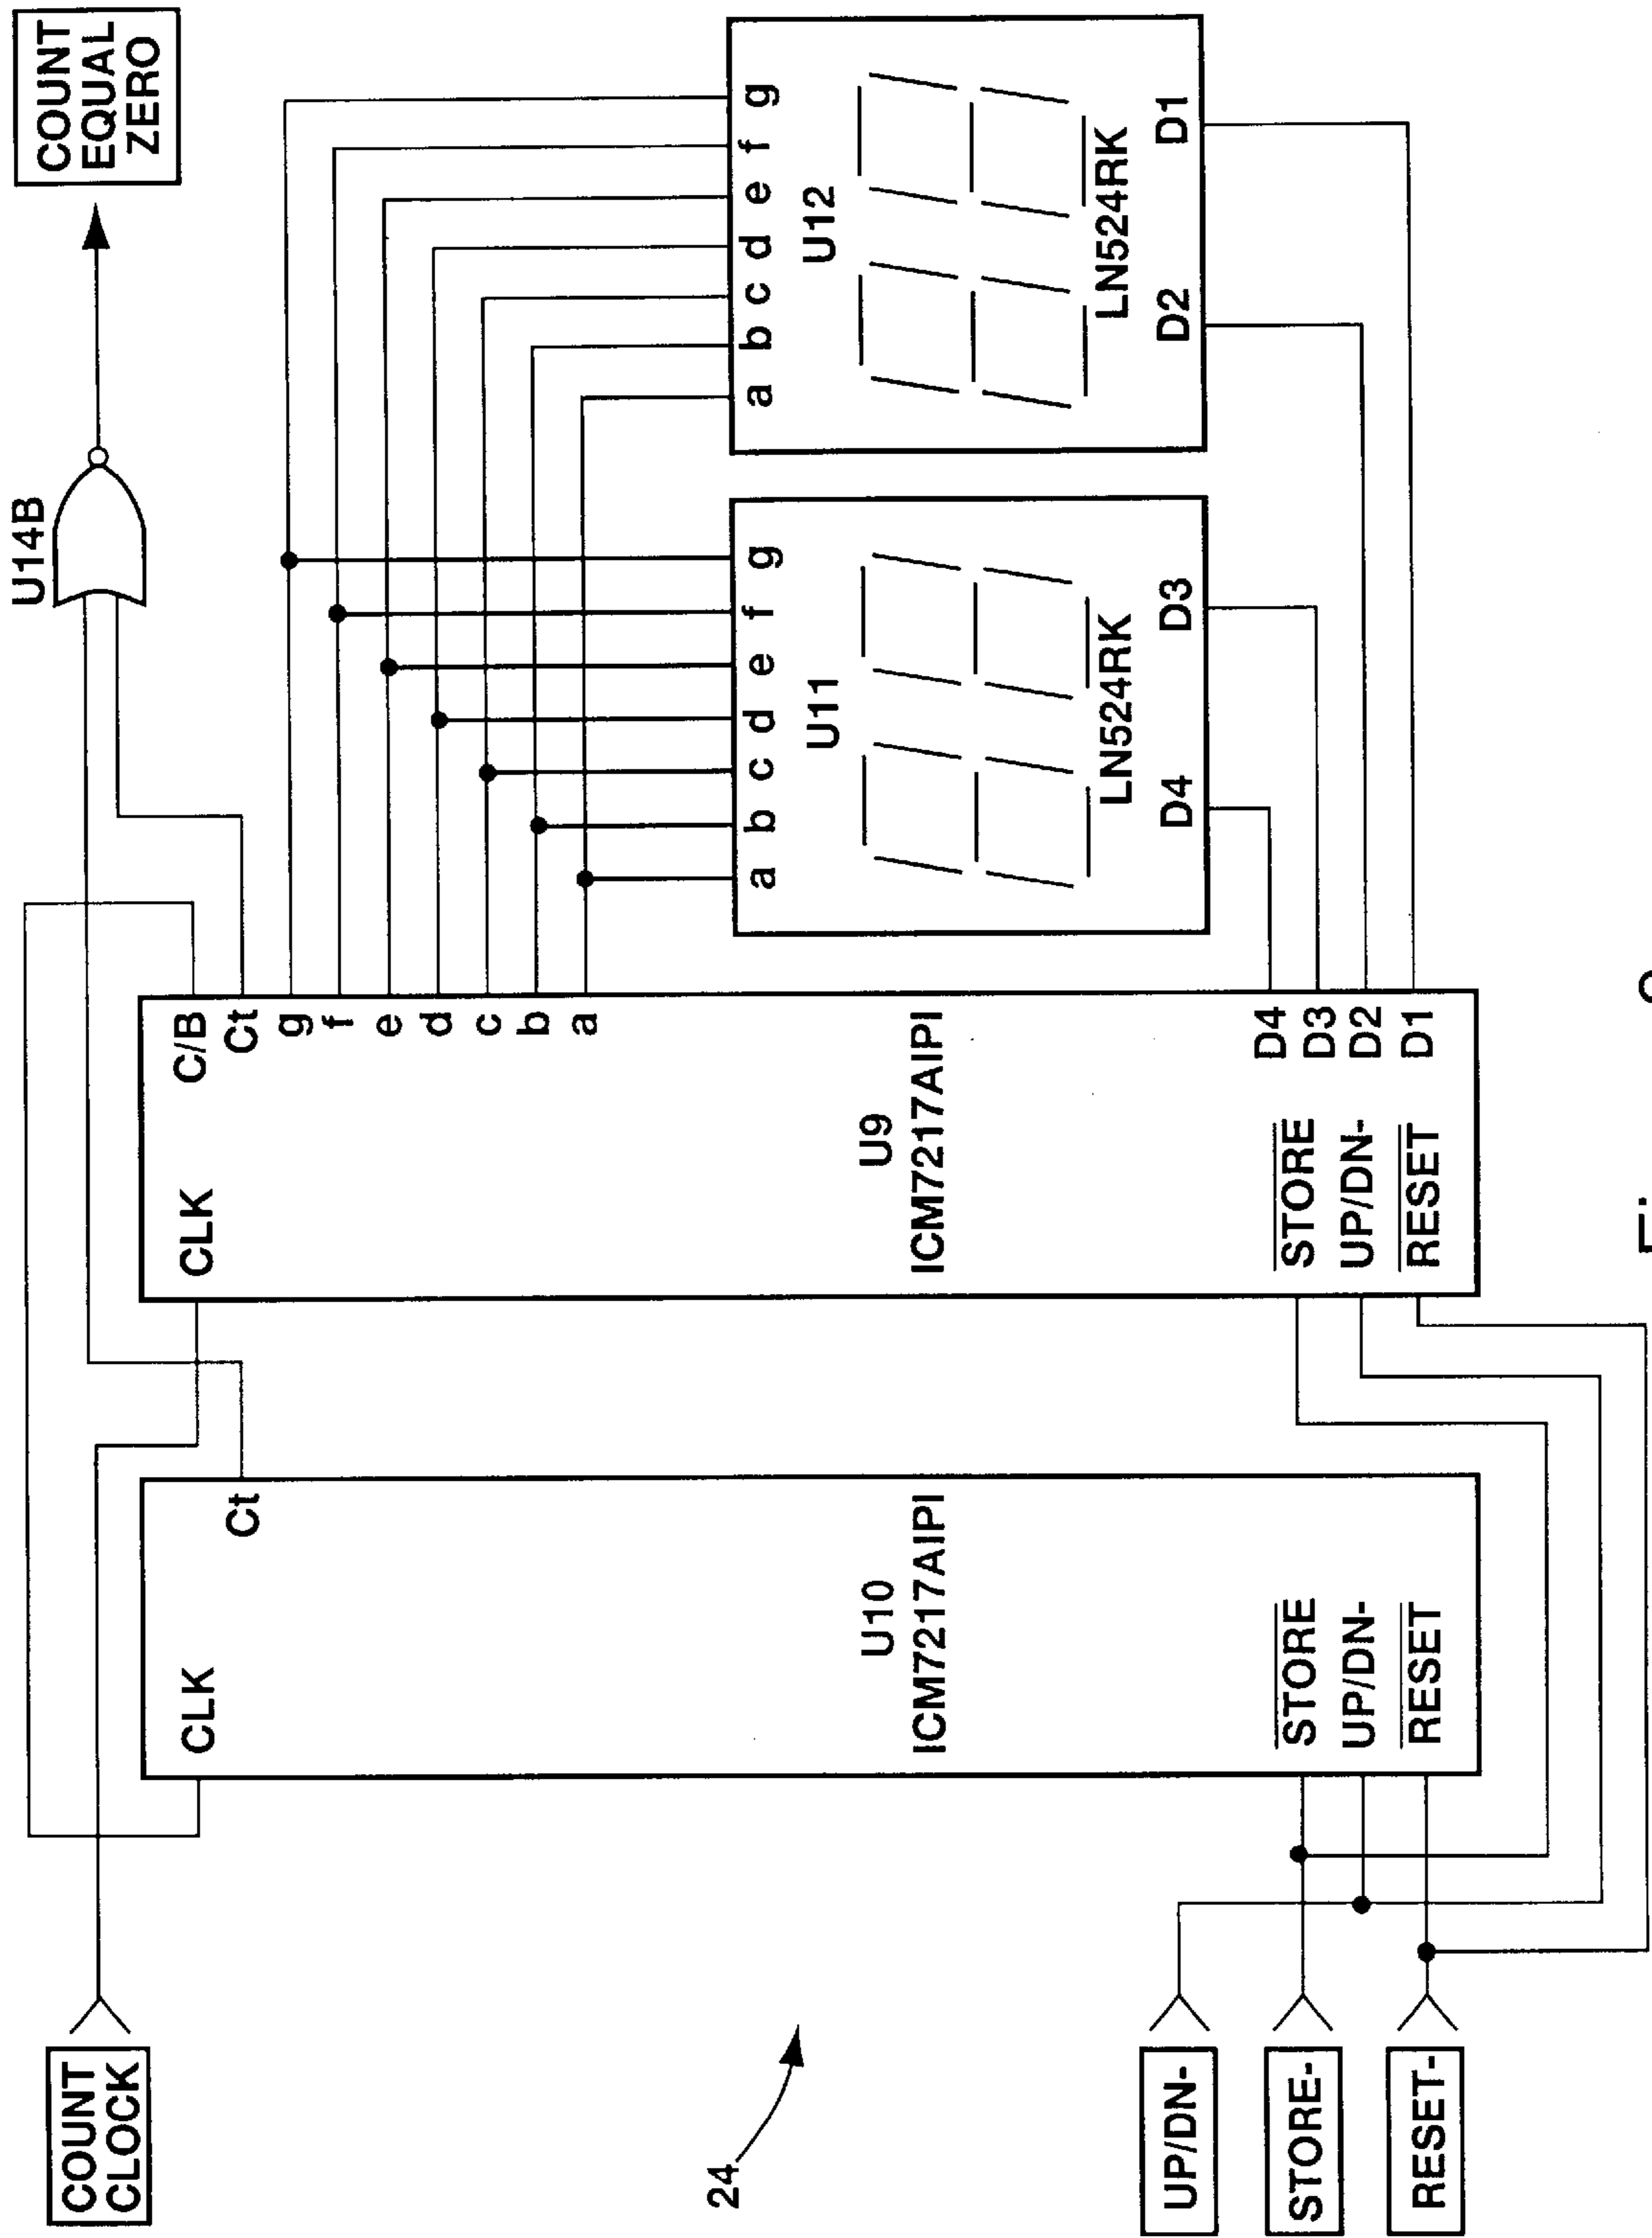 COUNT
CLOCK
UP/DN-
STORE-
RESET-
24
CLK
Ct
U10
ICM7217AIPI
STORE
UP/DN-
RESET
CLK
C/B
Ct
g
f
e
d
c
b
a
U9
ICM7217AIPI
STORE
UP/DN-
RESET
D4
D3
D2
D1
U14B
COUNT
EQUAL
ZERO
a b c d e f g
U11
LN524RK
D4 D3
a b c d e f g
U12
LN524RK
D2 D1